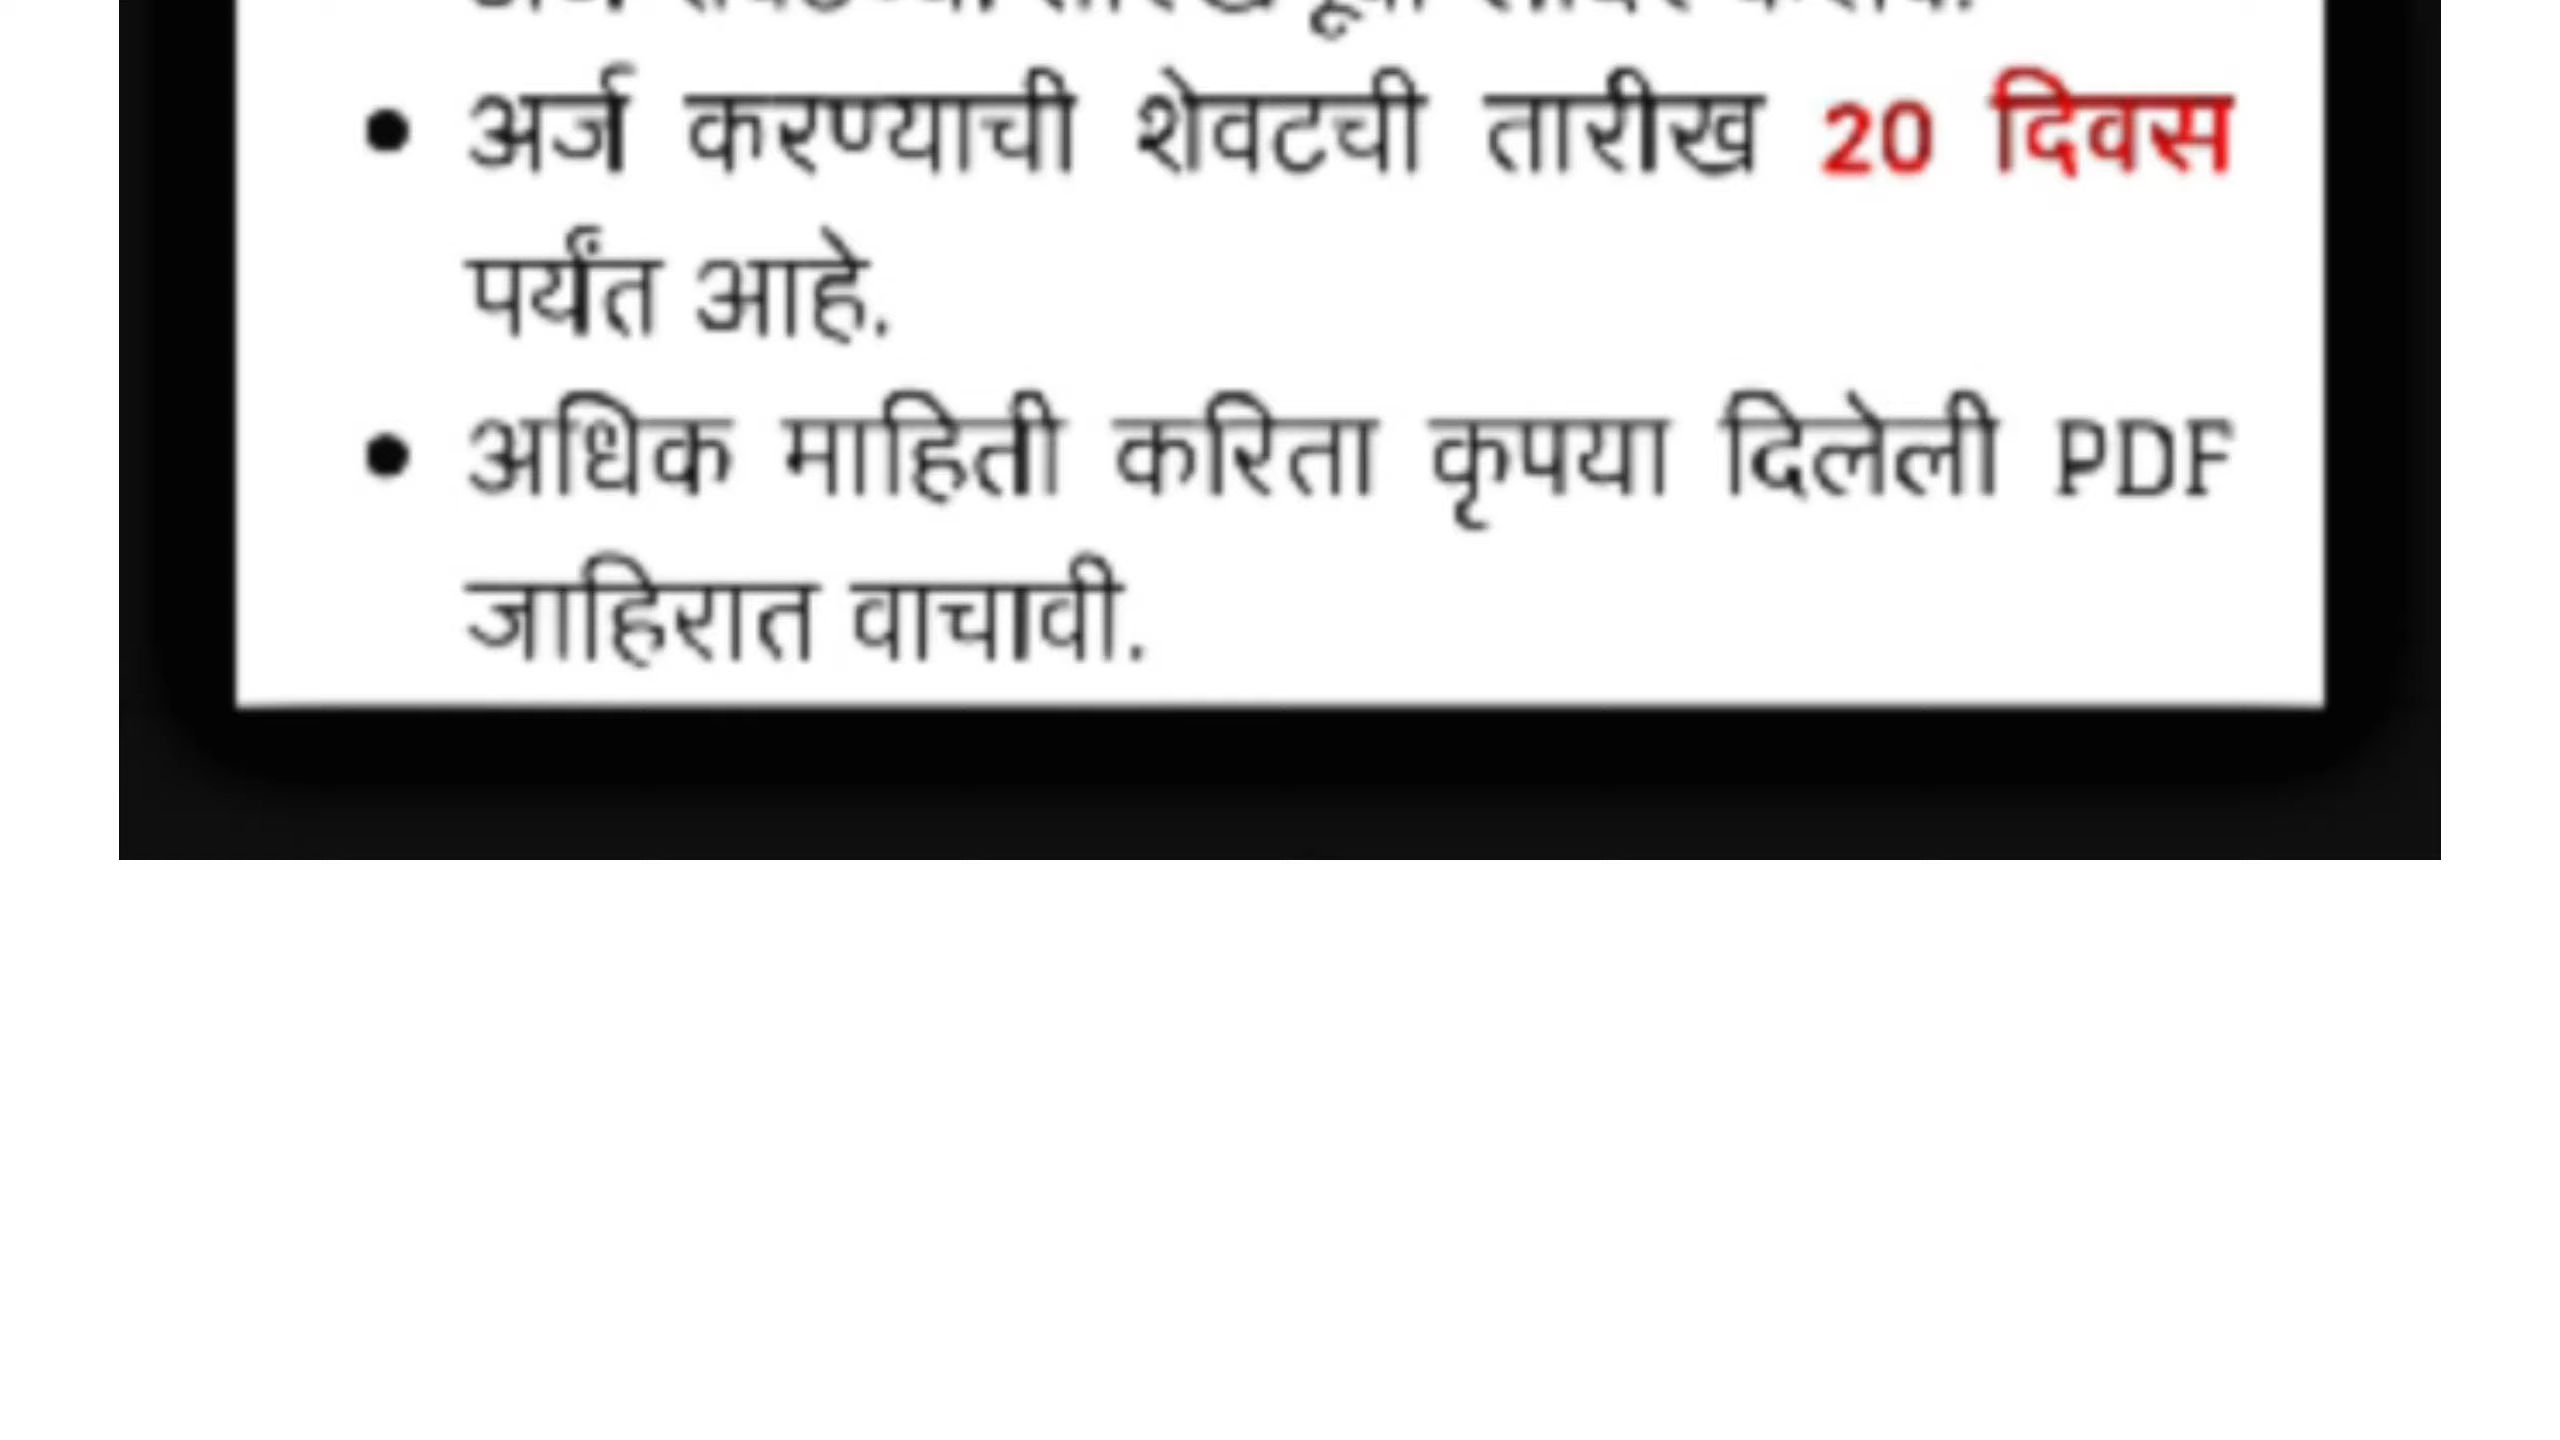 • अर्ज करण्याची शेवटची तारीख 20 दिवस
पर्यंत आहे.
• अधिक माहिती करिता कृपया दिलेली PDF
जाहिरात वाचावी.